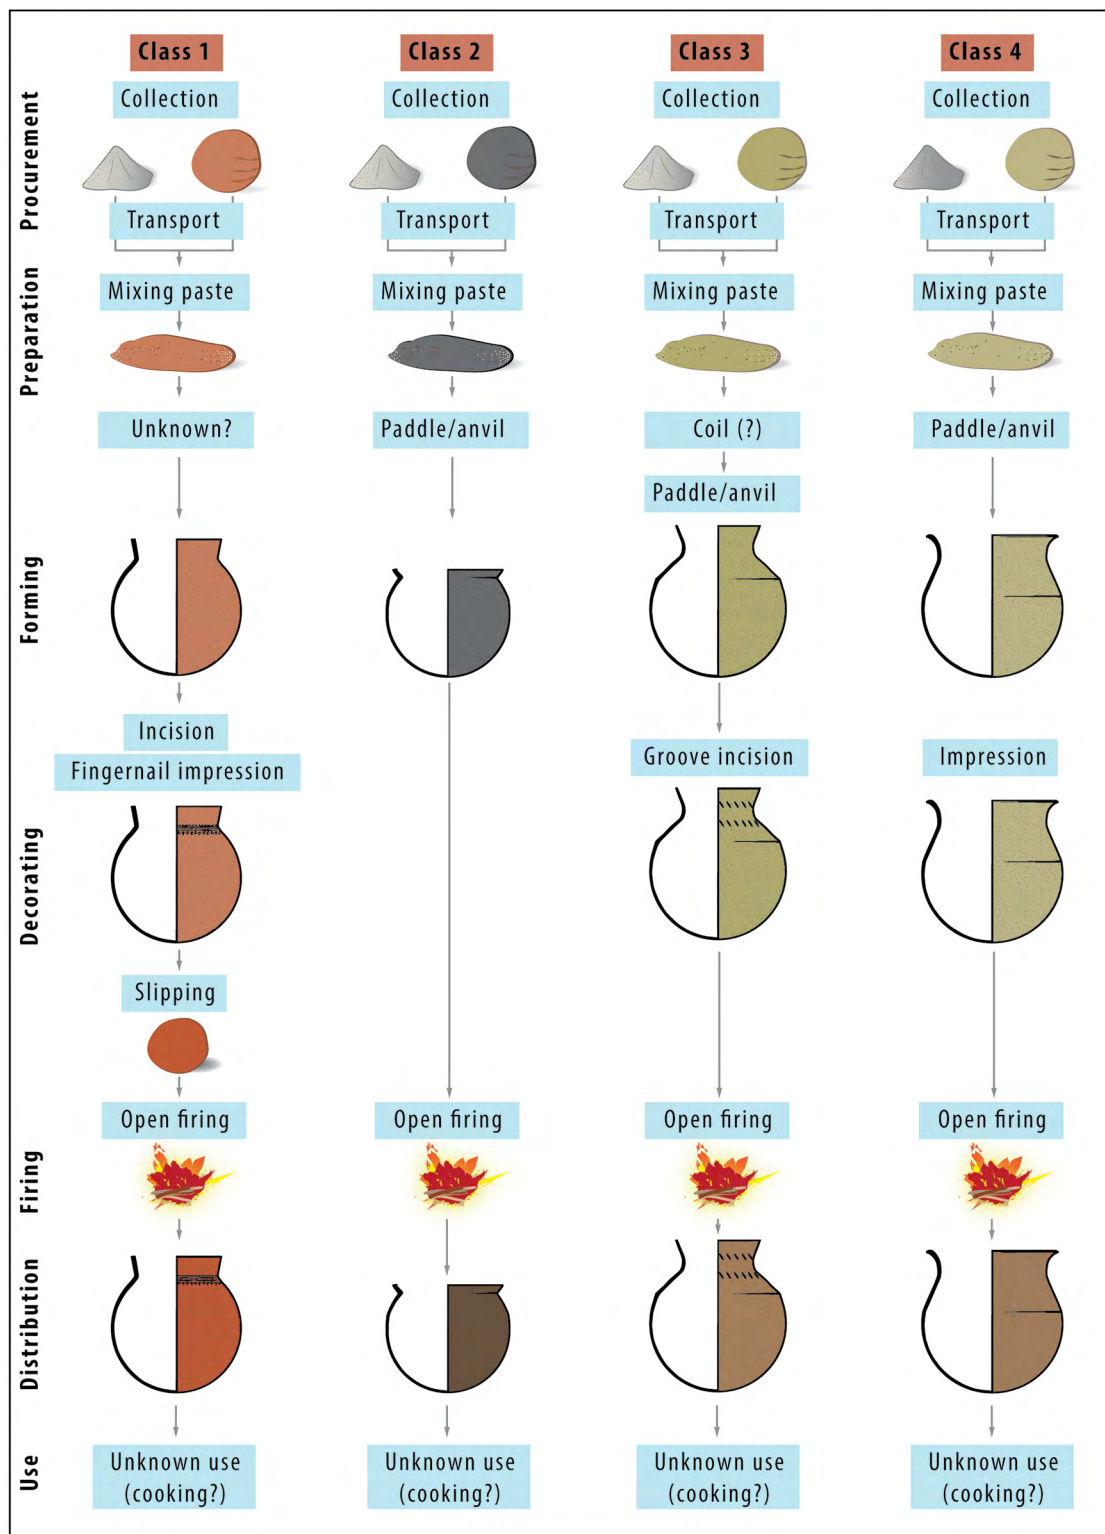 Class 1
Class 2
Class 3
Class 4
Procurement
Collection
Collection
Collection
Collection
Transport
Transport
Transport
Transport
Preparation
Mixing paste
Mixing paste
Mixing paste
Mixing paste
Forming
Unknown?
Paddle/anvil
Coil (?)
Paddle/anvil
Paddle/anvil
Decorating
Incision
Fingernail impression
Groove incision
Impression
Slipping
Firing
Open firing
Open firing
Open firing
Open firing
Distribution
Use
Unknown use
(cooking?)
Unknown use
(cooking?)
Unknown use
(cooking?)
Unknown use
(cooking?)